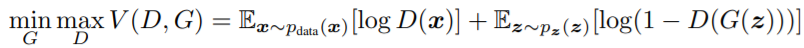 min_G max_D V(D, G) = 𝔼_{x∼p_data(x)}[log D(x)] + 𝔼_{z∼p_z(z)}[log(1 − D(G(z)))]